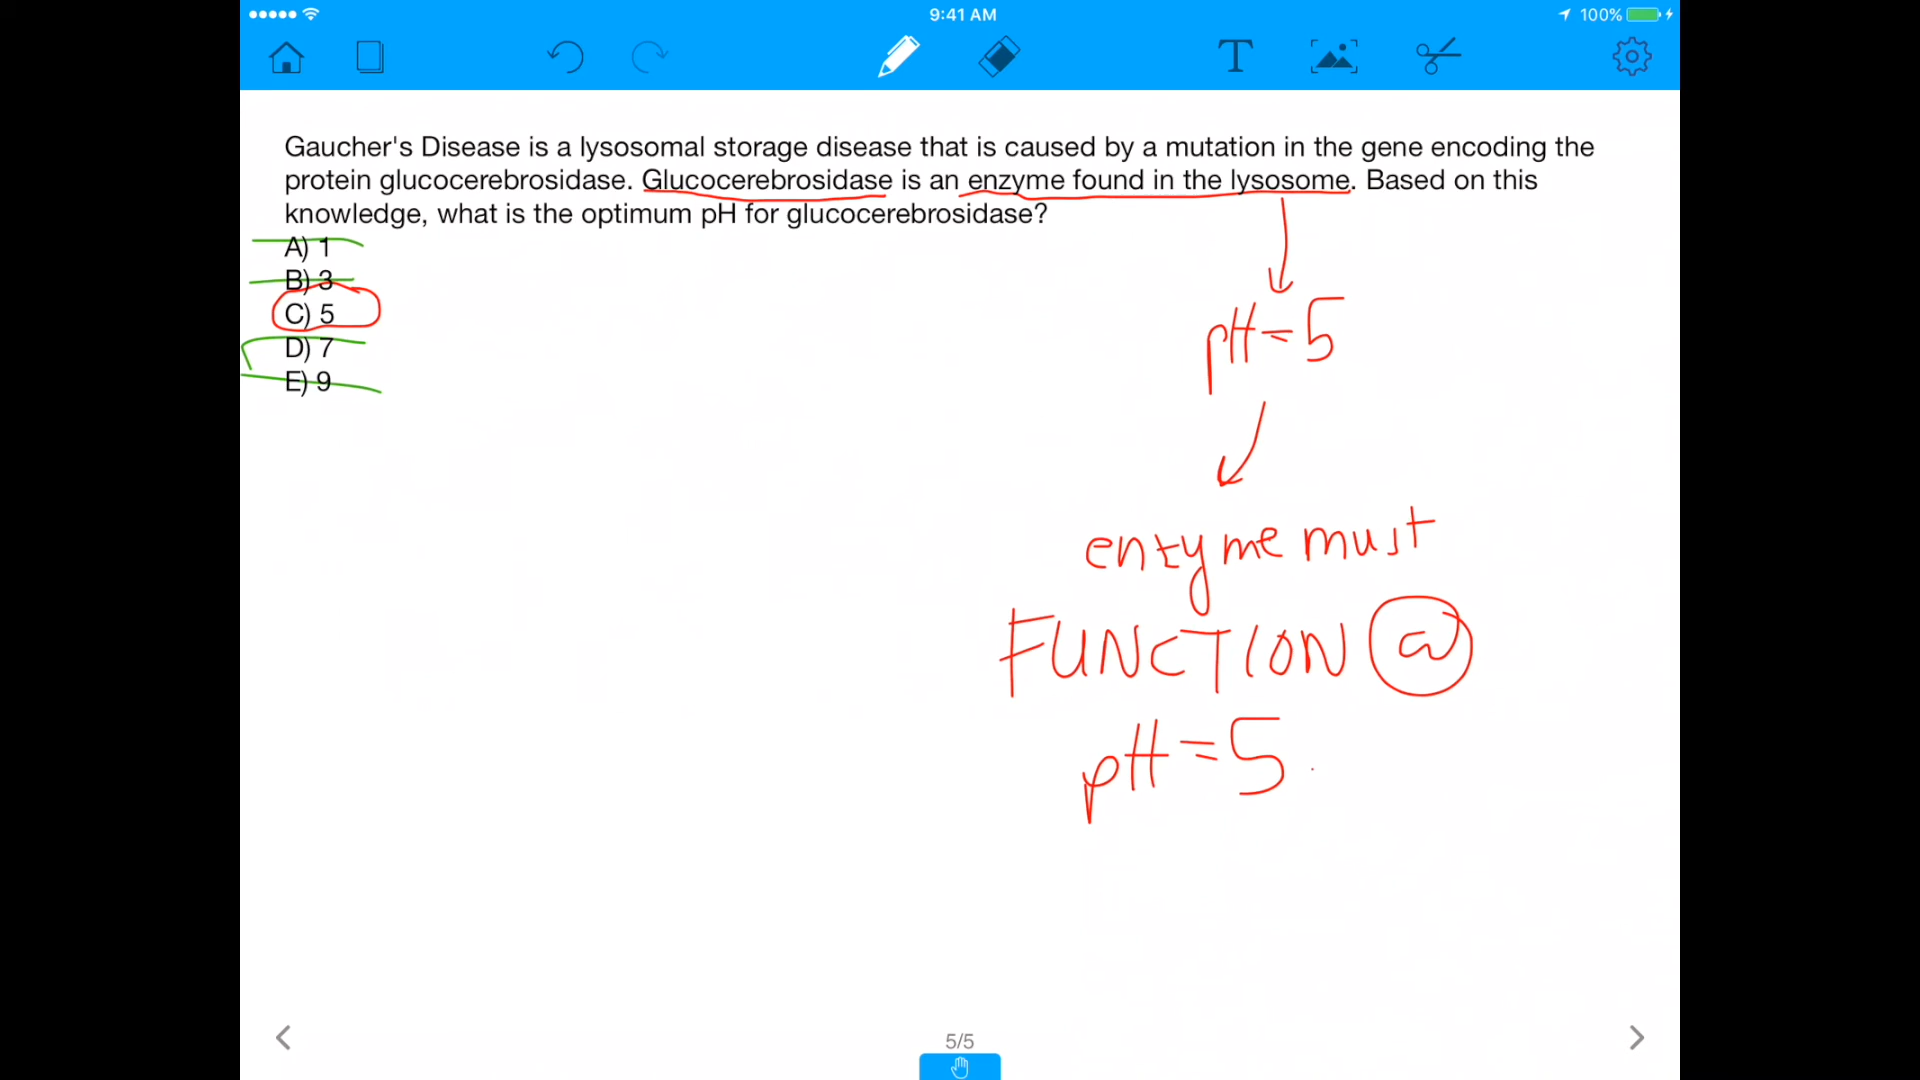 9:41 AM
100%
T
Gaucher's Disease is a lysosomal storage disease that is caused by a mutation in the gene encoding the
protein glucocerebrosidase. Glucocerebrosidase is an enzyme found in the lysosome. Based on this
knowledge, what is the optimum pH for glucocerebrosidase?
A) 1
B) 3
C) 5
D) 7
E) 9
pH=5
enzyme must
FUNCTION @
pH=5
5/5